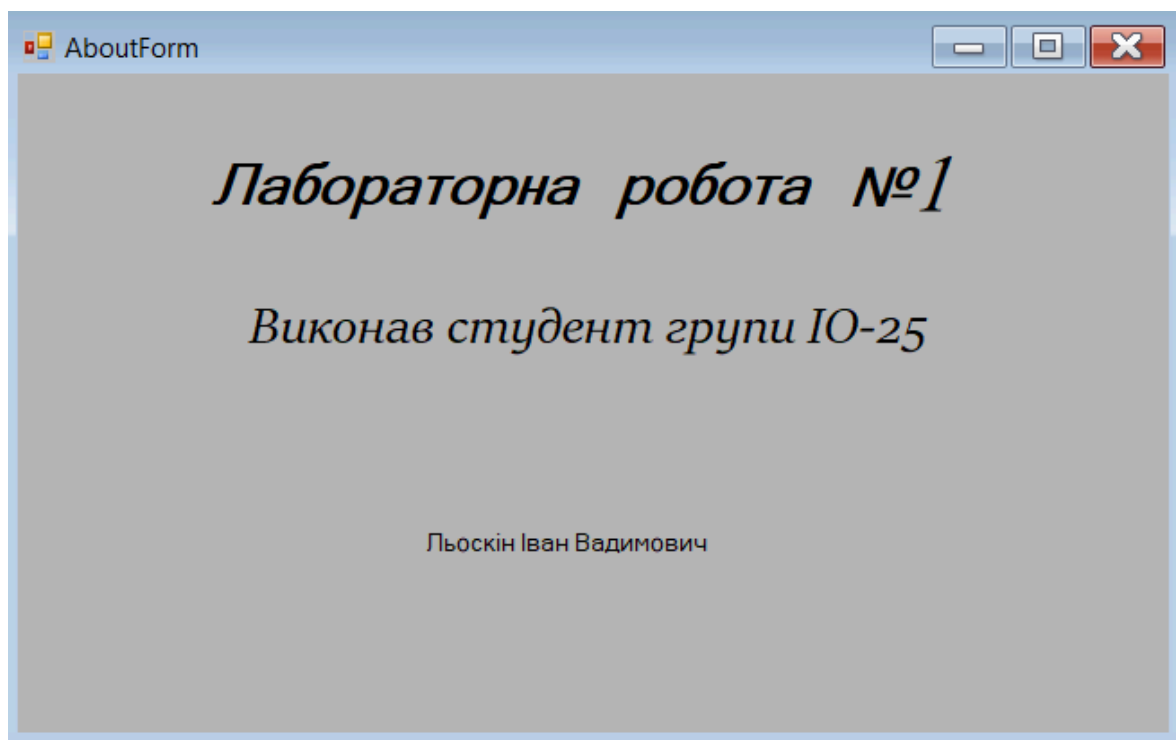 AboutForm
Лабораторна робота №1
Виконав студент групи ІО-25
Льоскін Іван Вадимович